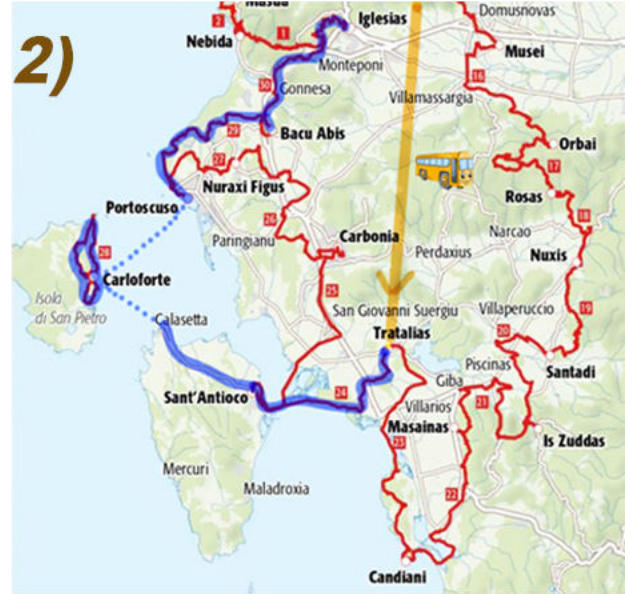 2)
Masua
2
Nebida
1
Iglesias
Domusnovas
Monteponi
Musei
30
Gonnesa
16
Villamassargia
29
Bacu Abis
Orbai
27
17
Portoscuso
Nuraxi Figus
Rosas
26
18
28
Paringianu
Carbonia
Narcao
Perdaxius
Nuxis
Carloforte
25
Isola
di San Pietro
San Giovanni Suergiu
Villaperuccio
19
Calasetta
Tratalias
20
Piscinas
Santadi
Sant'Antioco
24
Giba
21
Villarios
Masainas
Is Zuddas
23
Mercuri
Maladroxia
22
Candiani